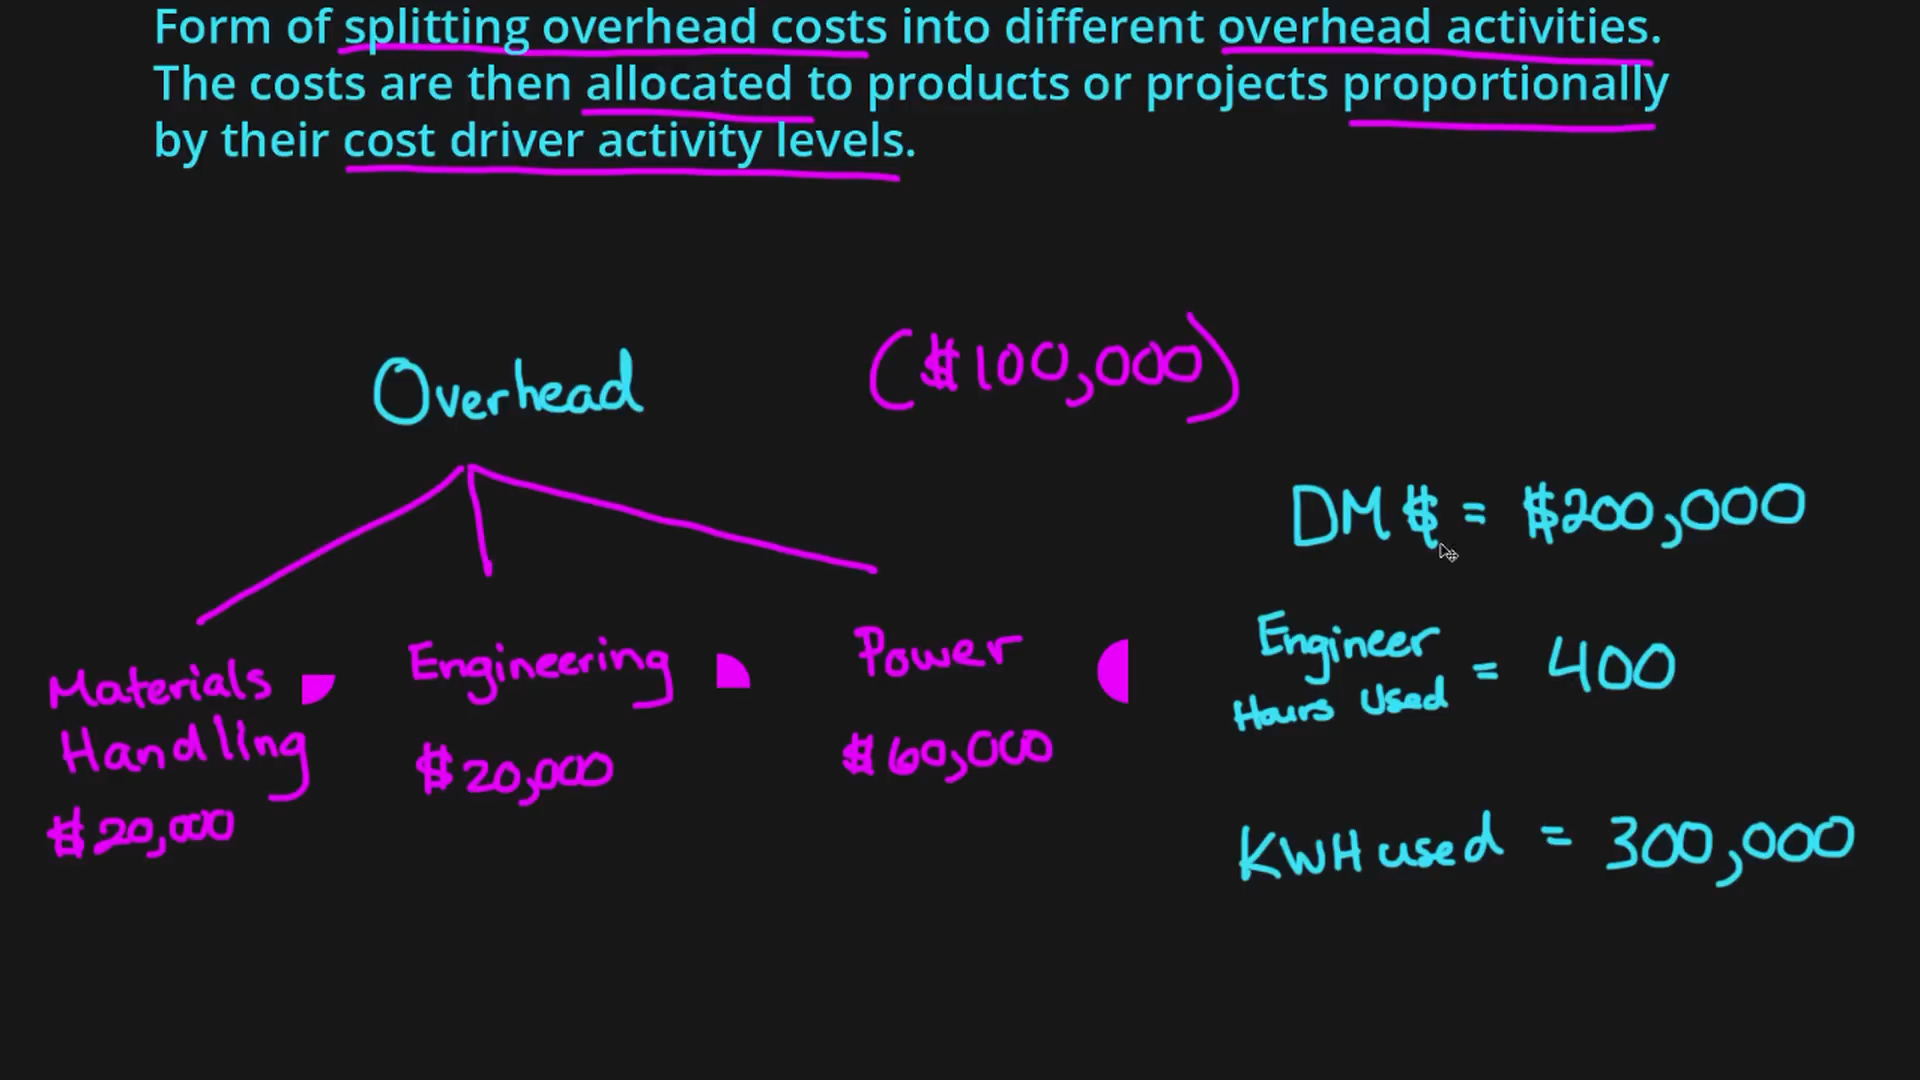 Form of splitting overhead costs into different overhead activities.
The costs are then allocated to products or projects proportionally
by their cost driver activity levels.
Overhead ($100,000)
DM $ = $200,000
Materials
Handling
$20,000
Engineering
$20,000
Power
$60,000
Engineer
Hours Used = 400
KWH used = 300,000